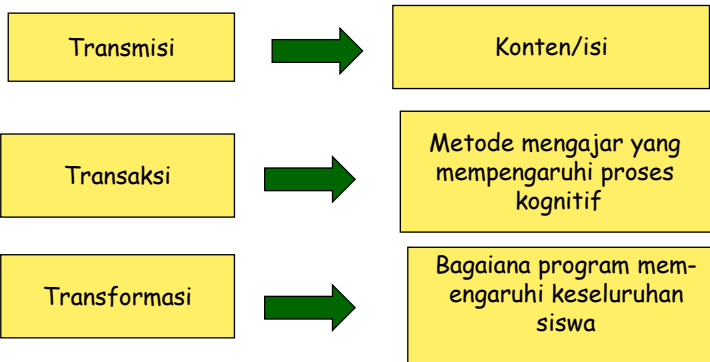 Transmisi
Konten/isi
Transaksi
Metode mengajar yang
mempengaruhi proses
kognitif
Transformasi
Bagaiana program mem-
engaruhi keseluruhan
siswa